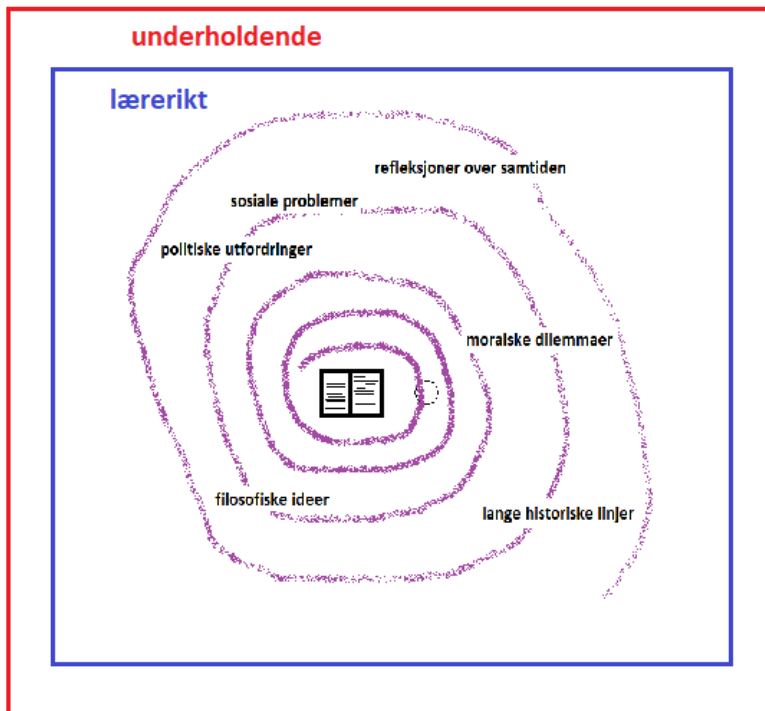 underholdende
lærerikt
refleksjoner over samtiden
sosiale problemer
politiske utfordringer
moralske dilemmaer
filosofiske ideer
lange historiske linjer